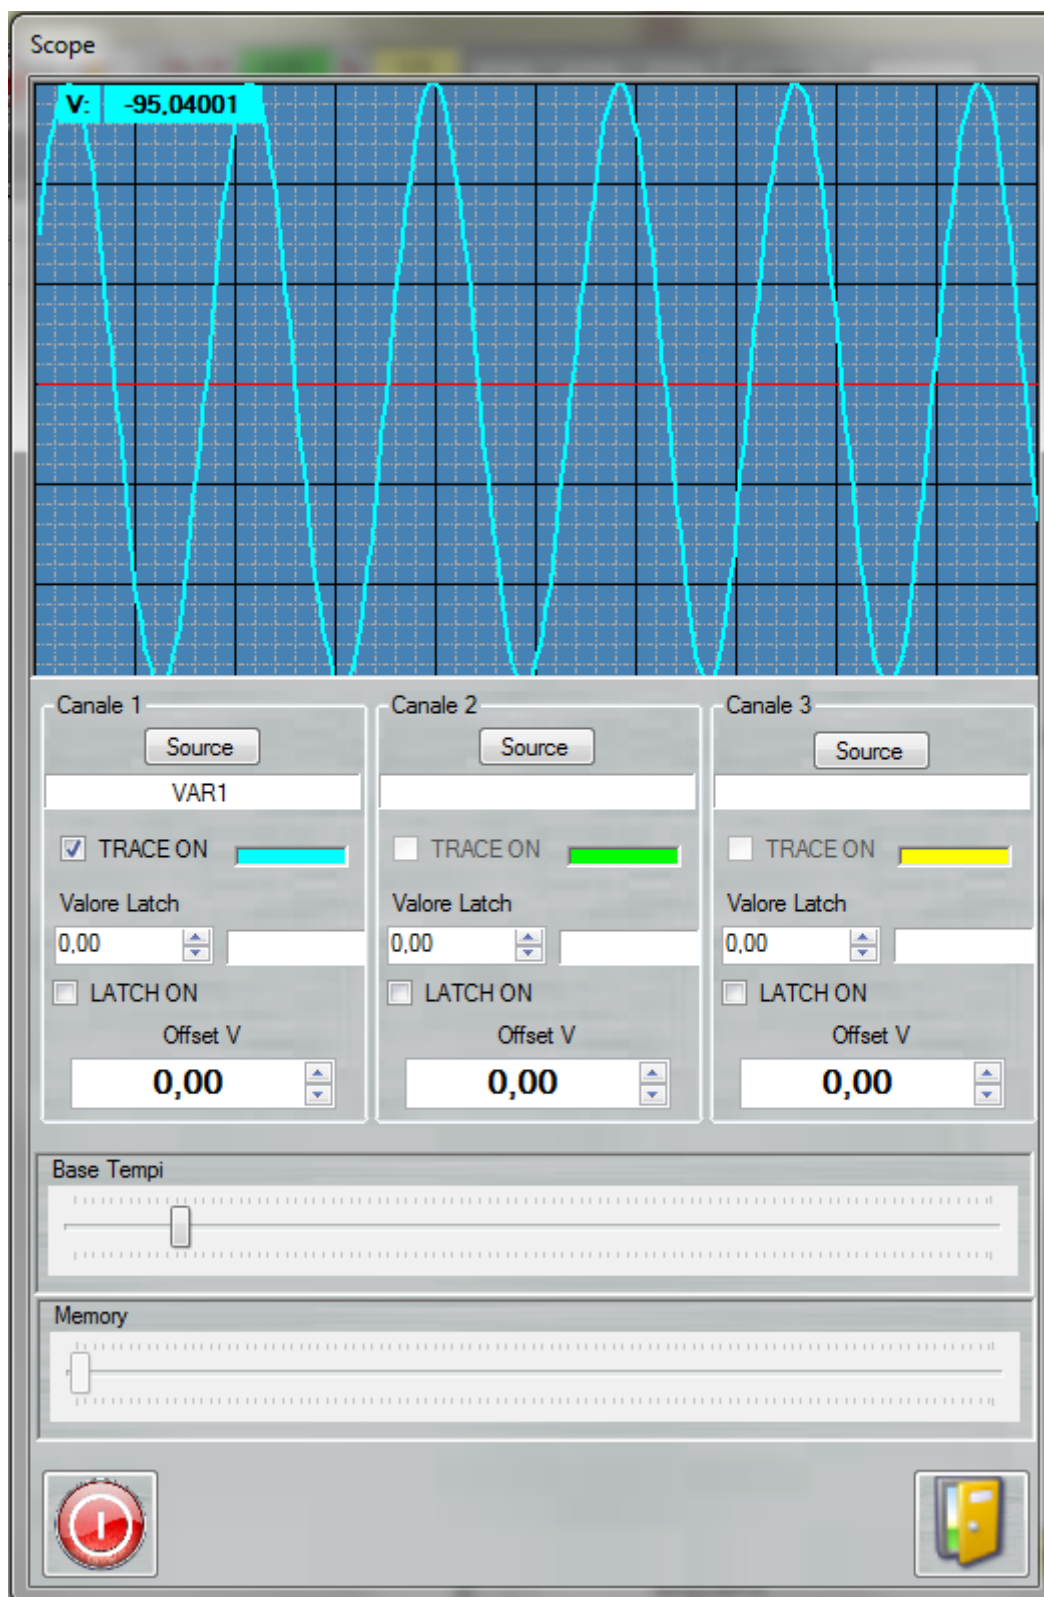 Scope
V: -95,04001
Canale 1 Canale 2 Canale 3
Source Source Source
VAR1
TRACE ON TRACE ON TRACE ON
Valore Latch Valore Latch Valore Latch
0,00 0,00 0,00
LATCH ON LATCH ON LATCH ON
Offset V Offset V Offset V
0,00 0,00 0,00
Base Tempi
Memory